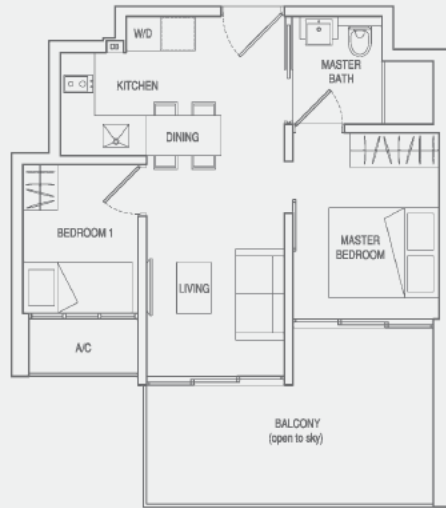 W/D
KITCHEN
MASTER
BATH
DINING
BEDROOM 1
MASTER
BEDROOM
LIVING
A/C
BALCONY
(open to sky)